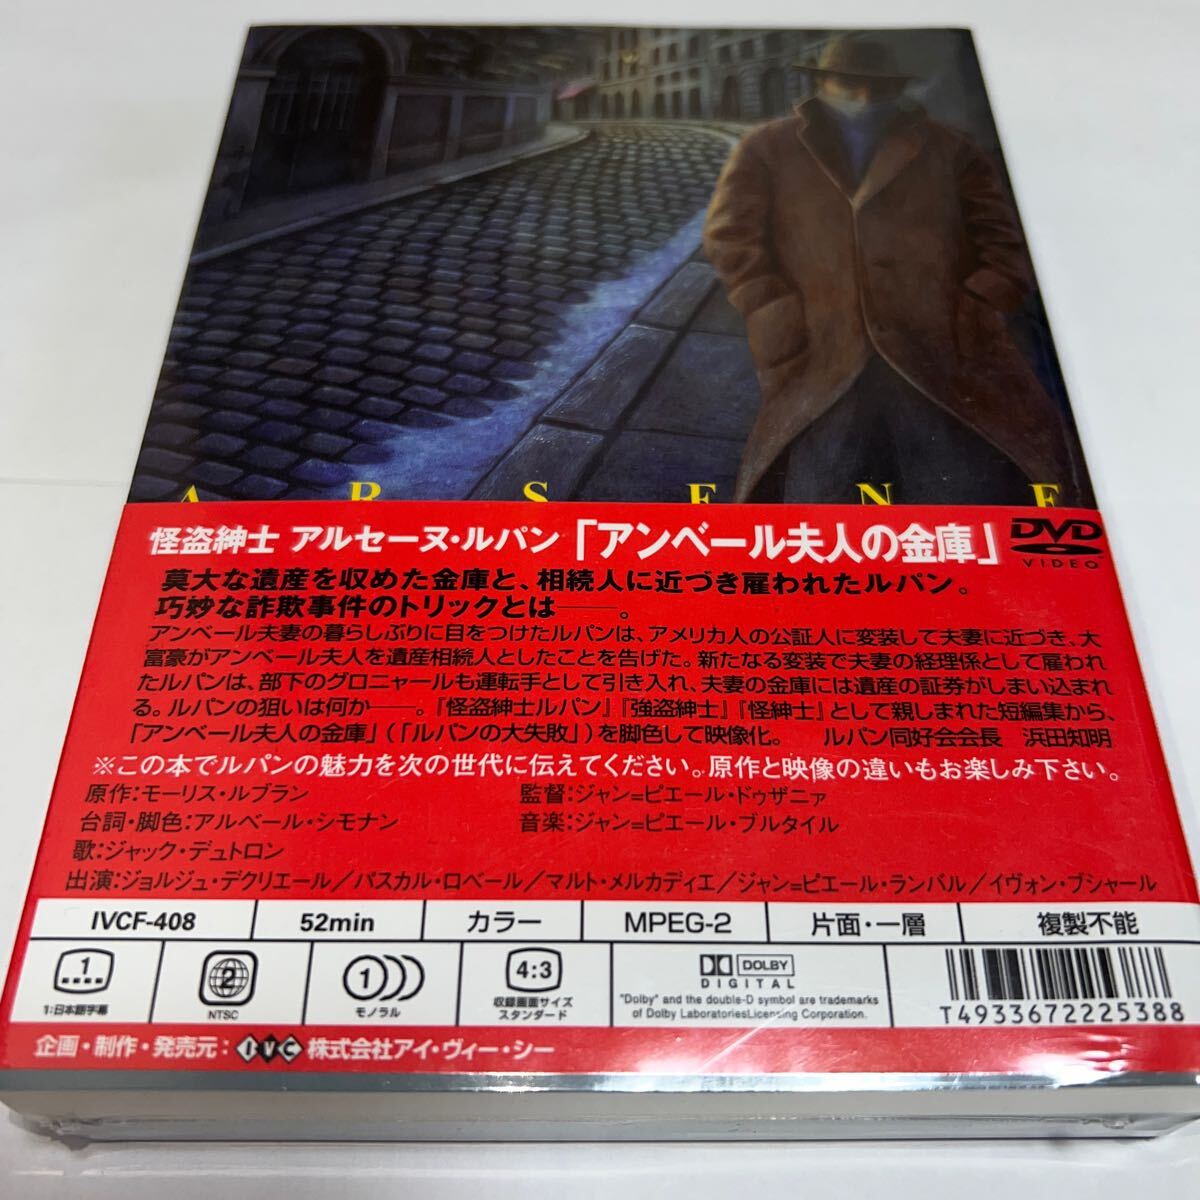 ARSENE
怪盗紳士 アルセーヌ・ルパン「アンベール夫人の金庫」
DVD
VIDEO
莫大な遺産を収めた金庫と、相続人に近づき雇われたルパン。
巧妙な詐欺事件のトリックとは――。
アンベール夫妻の暮らしぶりに目をつけたルパンは、アメリカ人の公証人に変装して夫妻に近づき、大
富豪がアンベール夫人を遺産相続人としたことを告げた。新たなる変装で夫妻の経理係として雇われ
たルパンは、部下のグロニャールも運転手として引き入れ、夫妻の金庫には遺産の証券がしまい込まれ
る。ルパンの狙いは何か――。『怪盗紳士ルパン』『強盗紳士』『怪紳士』として親しまれた短編集から、
「アンベール夫人の金庫」（「ルパンの大失敗」）を脚色して映像化。 ルパン同好会会長 浜田知明
※この本でルパンの魅力を次の世代に伝えてください。原作と映像の違いもお楽しみ下さい。
原作：モーリス・ルブラン 監督：ジャン=ピエール・ドゥザニァ
台詞・脚色：アルベール・シモナン 音楽：ジャン=ピエール・ブルタイル
歌：ジャック・デュトロン
出演：ジョルジュ・デクリエール／パスカル・ロベール／マルト・メルカディエ／ジャン=ピエール・ランバル／イヴォン・ブシャール
IVCF-408 52min カラー MPEG-2 片面・一層 複製不能
1 2 1 4:3 DOLBY
DIGITAL
1:日本語字幕 NTSC モノラル 収録画面サイズ
スタンダード
"Dolby" and the double-D symbol are trademarks
of Dolby LaboratoriesLicensing Corporation.
T4933672225388
企画・制作・発売元： IVC 株式会社アイ・ヴィー・シー